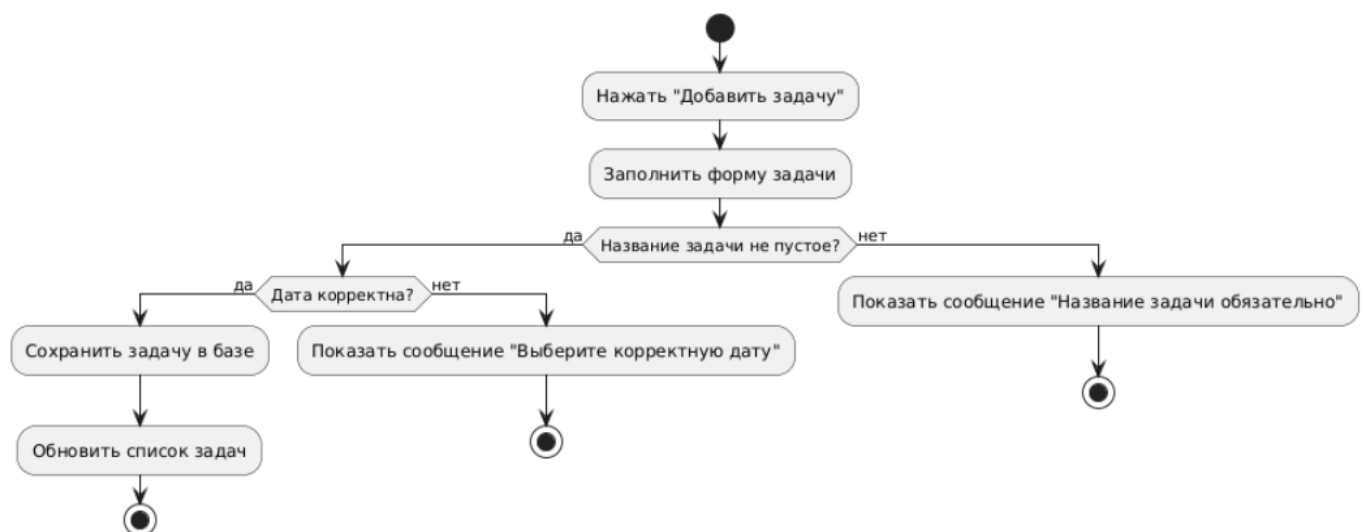 Нажать "Добавить задачу"
Заполнить форму задачи
да
Название задачи не пустое?
нет
да
Дата корректна?
нет
Показать сообщение "Название задачи обязательно"
Сохранить задачу в базе
Показать сообщение "Выберите корректную дату"
Обновить список задач